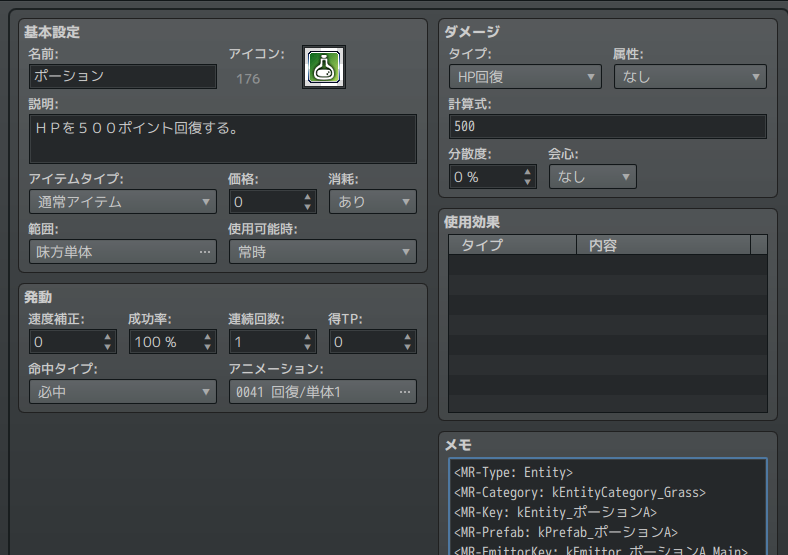 基本設定
名前:
アイコン:
ポーション
176
説明:
ＨＰを５００ポイント回復する。
アイテムタイプ:
価格:
消耗:
通常アイテム
0
あり
範囲:
使用可能時:
味方単体
...
常時
発動
速度補正:
成功率:
連続回数:
得TP:
0
100 %
1
0
命中タイプ:
アニメーション:
必中
0041 回復/単体1
...
ダメージ
タイプ:
属性:
HP回復
なし
計算式:
500
分散度:
会心:
0 %
なし
使用効果
タイプ
内容
メモ
<MR-Type: Entity>
<MR-Category: kEntityCategory_Grass>
<MR-Key: kEntity_ポーションA>
<MR-Prefab: kPrefab_ポーションA>
<MR-EmittorKey: kEmittor_ポーションA_Main>